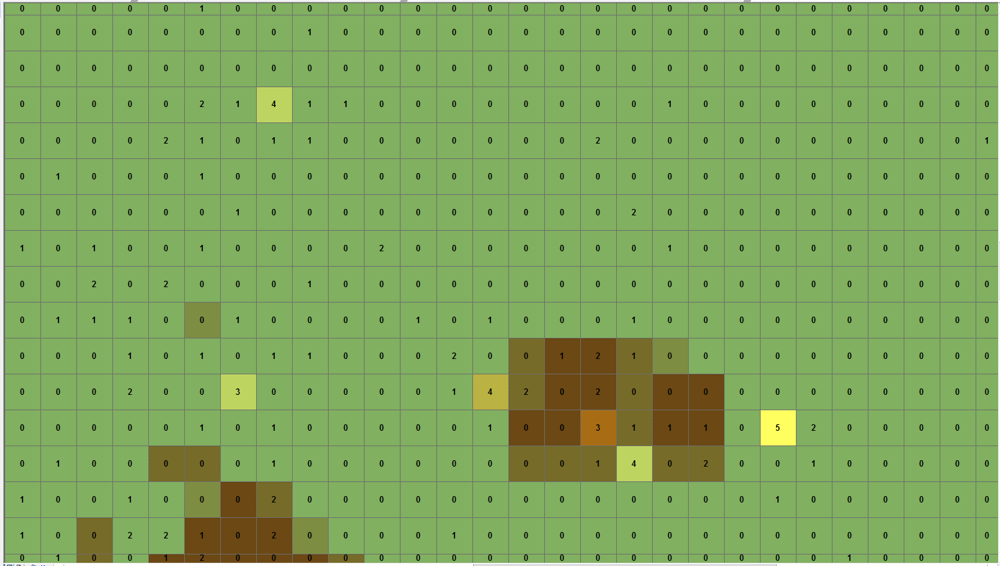 0 0 0 0 0 1 0 0 0 0 0 0 0 0 0 0 0 0 0 0 0 0 0 0 0 0 0 0
0 0 0 0 0 0 0 0 1 0 0 0 0 0 0 0 0 0 0 0 0 0 0 0 0 0 0 0
0 0 0 0 0 0 0 0 0 0 0 0 0 0 0 0 0 0 0 0 0 0 0 0 0 0 0 0
0 0 0 0 0 2 1 4 1 1 0 0 0 0 0 0 0 0 1 0 0 0 0 0 0 0 0 0
0 0 0 0 2 1 0 1 1 0 0 0 0 0 0 0 2 0 0 0 0 0 0 0 0 0 0 1
0 1 0 0 0 1 0 0 0 0 0 0 0 0 0 0 0 0 0 0 0 0 0 0 0 0 0 0
0 0 0 0 0 0 1 0 0 0 0 0 0 0 0 0 0 2 0 0 0 0 0 0 0 0 0 0
1 0 1 0 0 1 0 0 0 0 2 0 0 0 0 0 0 0 1 0 0 0 0 0 0 0 0 0
0 0 2 0 2 0 0 0 1 0 0 0 0 0 0 0 0 0 0 0 0 0 0 0 0 0 0 0
0 1 1 1 0 0 1 0 0 0 0 1 0 1 0 0 0 1 0 0 0 0 0 0 0 0 0 0
0 0 0 1 0 1 0 1 1 0 0 0 2 0 0 1 2 1 0 0 0 0 0 0 0 0 0 0
0 0 0 2 0 0 3 0 0 0 0 0 1 4 2 0 2 0 0 0 0 0 0 0 0 0 0 0
0 0 0 0 0 1 0 1 0 0 0 0 0 1 0 0 3 1 1 1 0 5 2 0 0 0 0 0
0 1 0 0 0 0 0 1 0 0 0 0 0 0 0 0 1 4 0 2 0 0 1 0 0 0 0 0
1 0 0 1 0 0 0 2 0 0 0 0 0 0 0 0 0 0 0 0 0 1 0 0 0 0 0 0
1 0 0 2 2 1 0 2 0 0 0 0 1 0 0 0 0 0 0 0 0 0 0 0 0 0 0 0
0 1 0 0 1 2 0 0 0 0 0 0 0 0 0 0 0 0 0 0 0 0 0 1 0 0 0 0